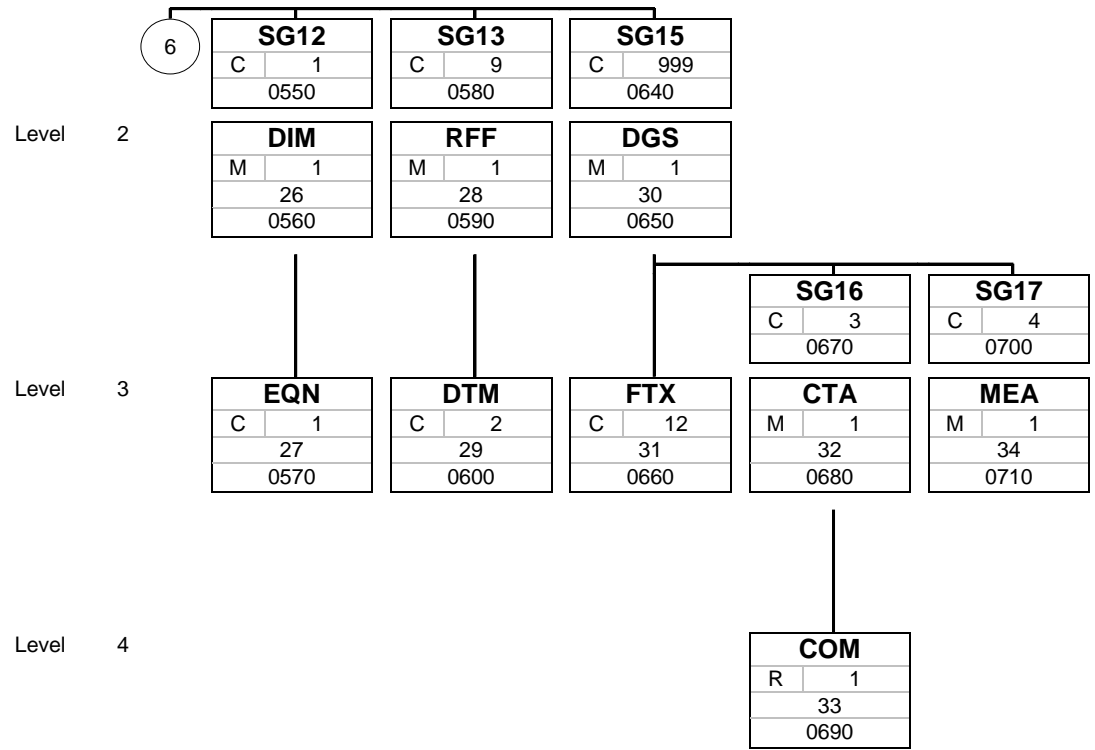 6
SG12 SG13 SG15
C 1 C 9 C 999
0550 0580 0640
Level 2 DIM RFF DGS
M 1 M 1 M 1
26 28 30
0560 0590 0650
SG16 SG17
C 3 C 4
0670 0700
Level 3 EQN DTM FTX CTA MEA
C 1 C 2 C 12 M 1 M 1
27 29 31 32 34
0570 0600 0660 0680 0710
Level 4 COM
R 1
33
0690